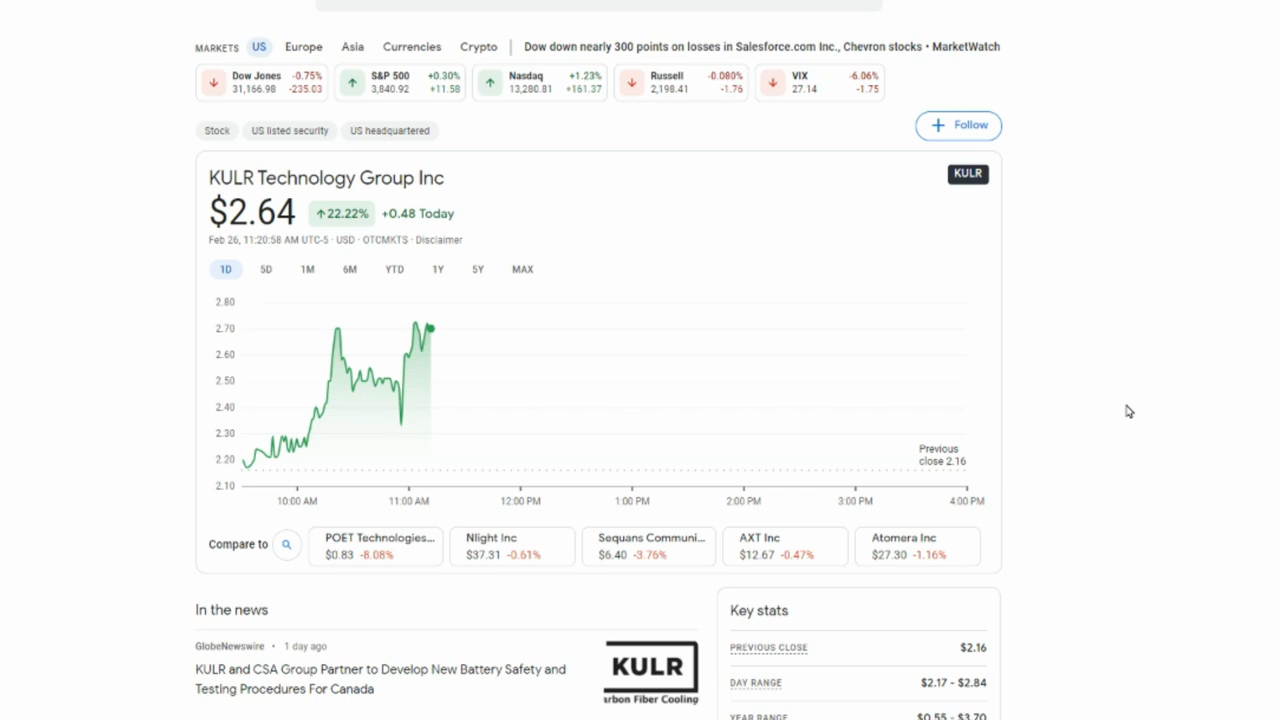 MARKETS US Europe Asia Currencies Crypto Dow down nearly 300 points on losses in Salesforce.com Inc., Chevron stocks • MarketWatch
Dow Jones -0.75% S&P 500 +0.30% Nasdaq +1.23% Russell -0.080% VIX -6.06%
31,166.98 -235.03 3,840.92 +11.58 13,280.81 +161.37 2,198.41 -1.76 27.14 -1.75
Stock US listed security US headquartered
+ Follow
KULR Technology Group Inc KULR
$2.64 ↑22.22% +0.48 Today
Feb 26, 11:20:58 AM UTC-5 · USD · OTCMKTS · Disclaimer
1D 5D 1M 6M YTD 1Y 5Y MAX
2.80
2.70
2.60
2.50
2.40
2.30
2.20
2.10
Previous
close 2.16
10:00 AM 11:00 AM 12:00 PM 1:00 PM 2:00 PM 3:00 PM 4:00 PM
Compare to
POET Technologies...
$0.83 -8.08%
Nlight Inc
$37.31 -0.61%
Sequans Communi...
$6.40 -3.76%
AXT Inc
$12.67 -0.47%
Atomera Inc
$27.30 -1.16%
In the news
GlobeNewswire • 1 day ago
KULR and CSA Group Partner to Develop New Battery Safety and
Testing Procedures For Canada
KULR
rbon Fiber Cooling
Key stats
PREVIOUS CLOSE $2.16
DAY RANGE $2.17 - $2.84
YEAR RANGE $0.55 - $3.70